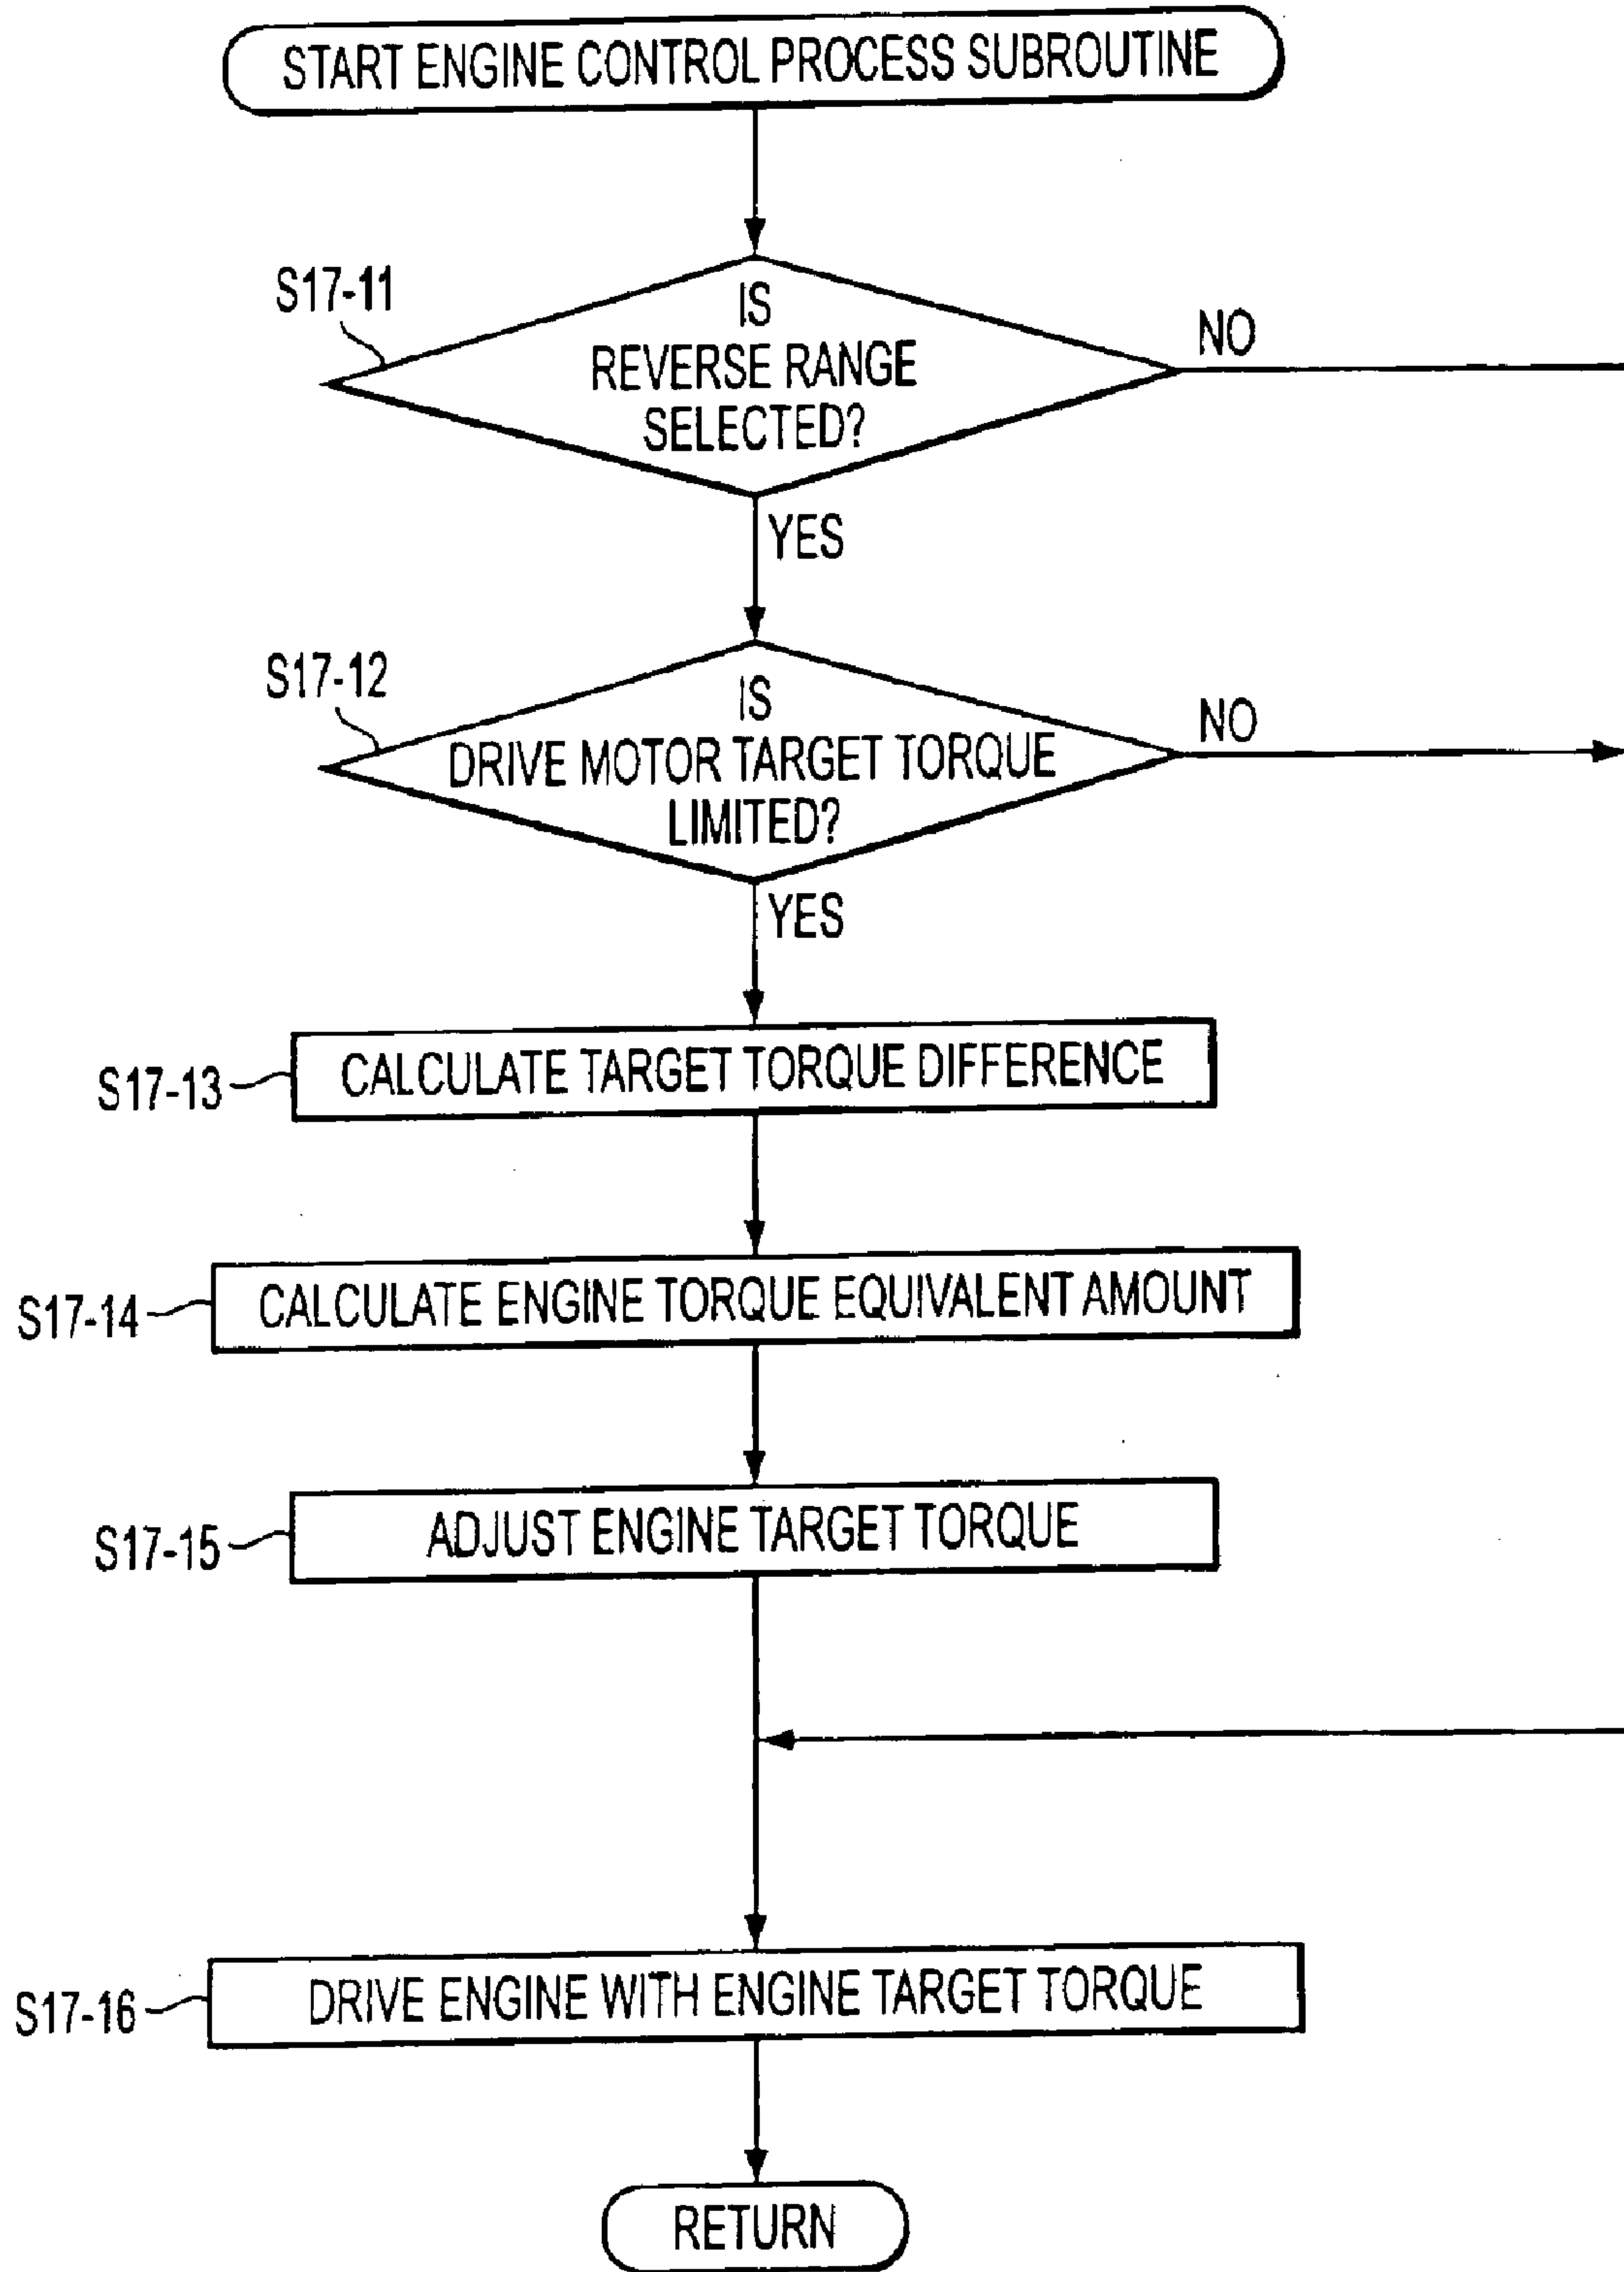 START ENGINE CONTROL PROCESS SUBROUTINE
S17-11
IS
REVERSE RANGE
SELECTED?
NO
YES
S17-12
IS
DRIVE MOTOR TARGET TORQUE
LIMITED?
NO
YES
S17-13
CALCULATE TARGET TORQUE DIFFERENCE
S17-14
CALCULATE ENGINE TORQUE EQUIVALENT AMOUNT
S17-15
ADJUST ENGINE TARGET TORQUE
S17-16
DRIVE ENGINE WITH ENGINE TARGET TORQUE
RETURN